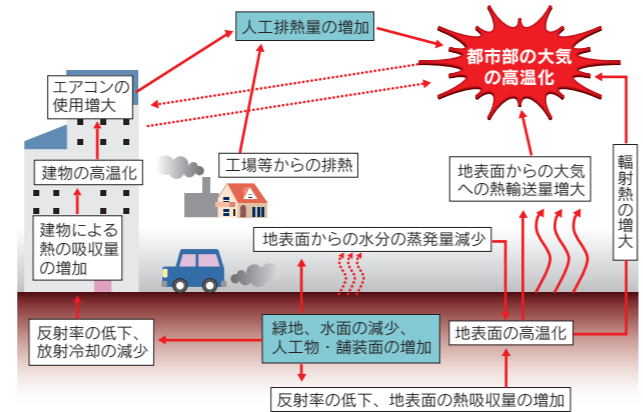 人工排熱量の増加
都市部の大気
の高温化
エアコンの
使用増大
建物の高温化
工場等からの排熱
地表面からの大気
への熱輸送量増大
輻射熱の増大
建物による
熱の吸収量
の増加
地表面からの水分の蒸発量減少
反射率の低下、
放射冷却の減少
緑地、水面の減少、
人工物・舗装面の増加
地表面の高温化
反射率の低下、地表面の熱吸収量の増加